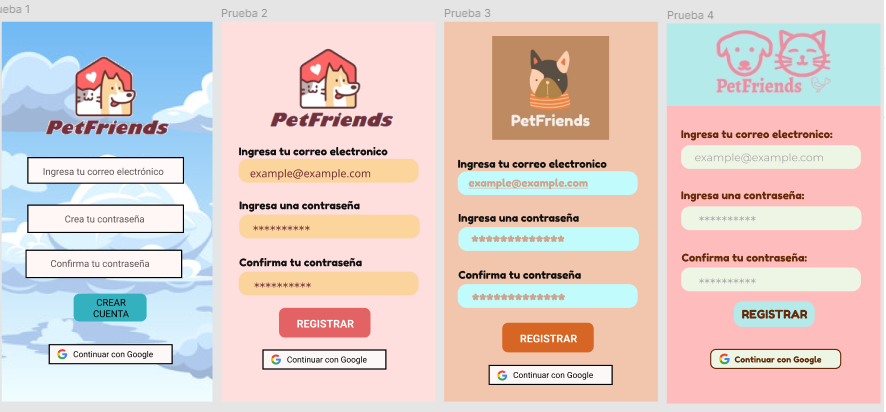 Prueba 1
PetFriends
Ingresa tu correo electrónico
Crea tu contraseña
Confirma tu contraseña
CREAR
CUENTA
Continuar con Google
Prueba 2
PetFriends
Ingresa tu correo electronico
example@example.com
Ingresa una contraseña
**********
Confirma tu contraseña
**********
REGISTRAR
Continuar con Google
Prueba 3
PetFriends
Ingresa tu correo electronico
example@example.com
Ingresa una contraseña
**************
Confirma tu contraseña
**************
REGISTRAR
Continuar con Google
Prueba 4
PetFriends
Ingresa tu correo electronico:
example@example.com
Ingresa una contraseña:
**********
Confirma tu contraseña:
**********
REGISTRAR
Continuar con Google